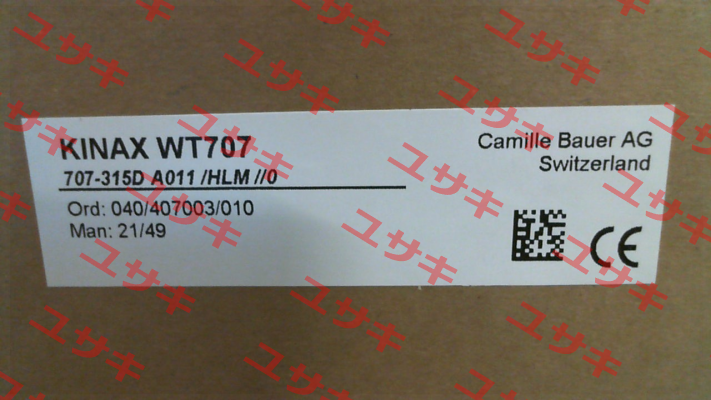 KINAX WT707
707-315D A011 /HLM //0
Ord: 040/407003/010
Man: 21/49
Camille Bauer AG
Switzerland
CE
ユサキ